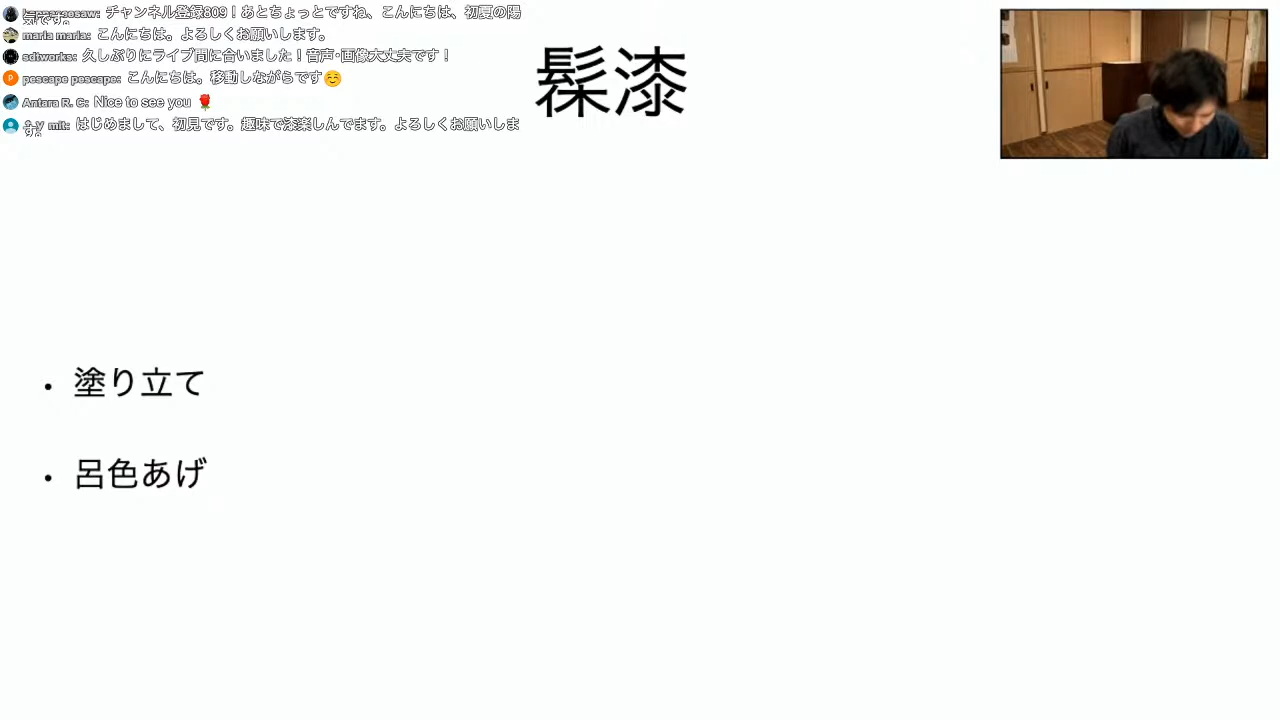 チャンネル登録809！あとちょっとですね、こんにちは、初夏の陽
気です。
maria maria: こんにちは。よろしくお願いします。
sdtworks: 久しぶりにライブ間に合いました！音声・画像大丈夫です！
pescape pescape: こんにちは。移動しながらです☺️
Antara R. C: Nice to see you 🌹
mit: はじめまして、初見です。趣味で漆楽しんでます。よろしくお願いしま
す。
髹漆
・ 塗り立て
・ 呂色あげ